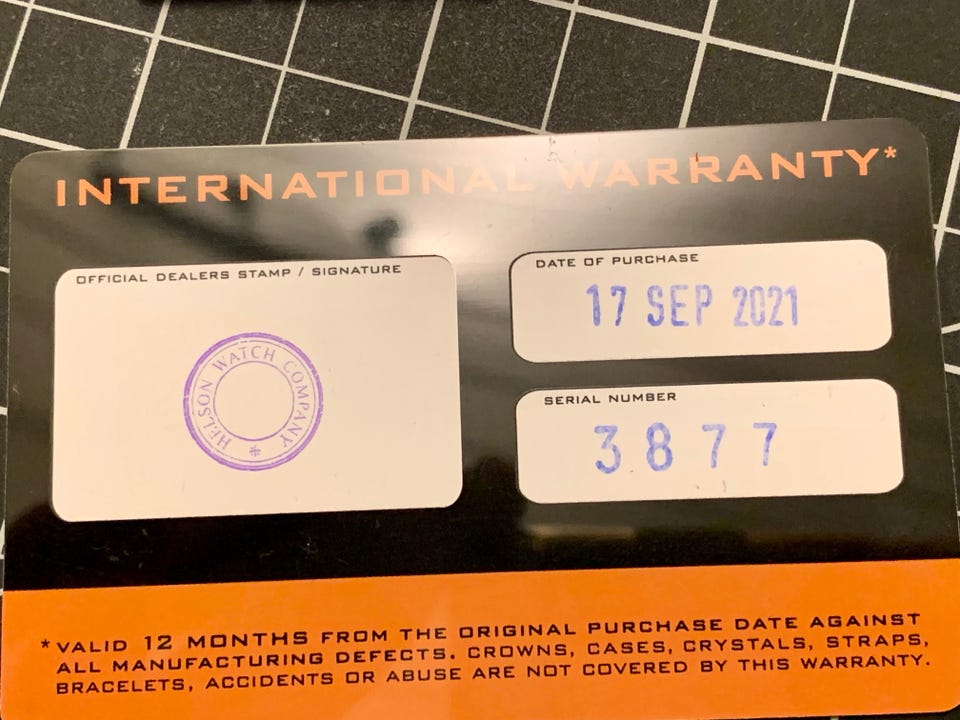 INTERNATIONAL WARRANTY*
OFFICIAL DEALERS STAMP / SIGNATURE
HELSON WATCH COMPANY *
DATE OF PURCHASE
17 SEP 2021
SERIAL NUMBER
3877
*VALID 12 MONTHS FROM THE ORIGINAL PURCHASE DATE AGAINST
ALL MANUFACTURING DEFECTS. CROWNS, CASES, CRYSTALS, STRAPS,
BRACELETS, ACCIDENTS OR ABUSE ARE NOT COVERED BY THIS WARRANTY.